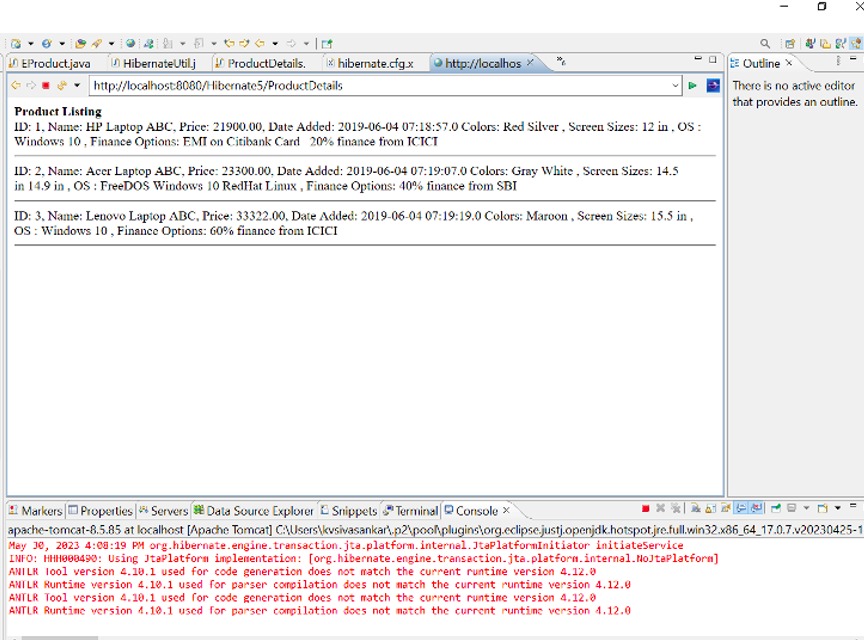 EProduct.java
HibernateUtil.j
ProductDetails.
hibernate.cfg.x
http://localhos
Outline
http://localhost:8080/Hibernate5/ProductDetails
There is no active editor
that provides an outline.
Product Listing
ID: 1, Name: HP Laptop ABC, Price: 21900.00, Date Added: 2019-06-04 07:18:57.0 Colors: Red Silver , Screen Sizes: 12 in , OS :
Windows 10 , Finance Options: EMI on Citibank Card 20% finance from ICICI
ID: 2, Name: Acer Laptop ABC, Price: 23300.00, Date Added: 2019-06-04 07:19:07.0 Colors: Gray White , Screen Sizes: 14.5
in 14.9 in , OS : FreeDOS Windows 10 RedHat Linux , Finance Options: 40% finance from SBI
ID: 3, Name: Lenovo Laptop ABC, Price: 33322.00, Date Added: 2019-06-04 07:19:19.0 Colors: Maroon , Screen Sizes: 15.5 in ,
OS : Windows 10 , Finance Options: 60% finance from ICICI
Markers Properties Servers Data Source Explorer Snippets Terminal Console
apache-tomcat-8.5.85 at localhost [Apache Tomcat] C:\Users\kvsivasankar\.p2\pool\plugins\org.eclipse.justj.openjdk.hotspot.jre.full.win32.x86_64_17.0.7.v20230425-1
May 30, 2023 4:08:19 PM org.hibernate.engine.transaction.jta.platform.internal.JtaPlatformInitiator initiateService
INFO: HHH000490: Using JtaPlatform implementation: [org.hibernate.engine.transaction.jta.platform.internal.NoJtaPlatform]
ANTLR Tool version 4.10.1 used for code generation does not match the current runtime version 4.12.0
ANTLR Runtime version 4.10.1 used for parser compilation does not match the current runtime version 4.12.0
ANTLR Tool version 4.10.1 used for code generation does not match the current runtime version 4.12.0
ANTLR Runtime version 4.10.1 used for parser compilation does not match the current runtime version 4.12.0